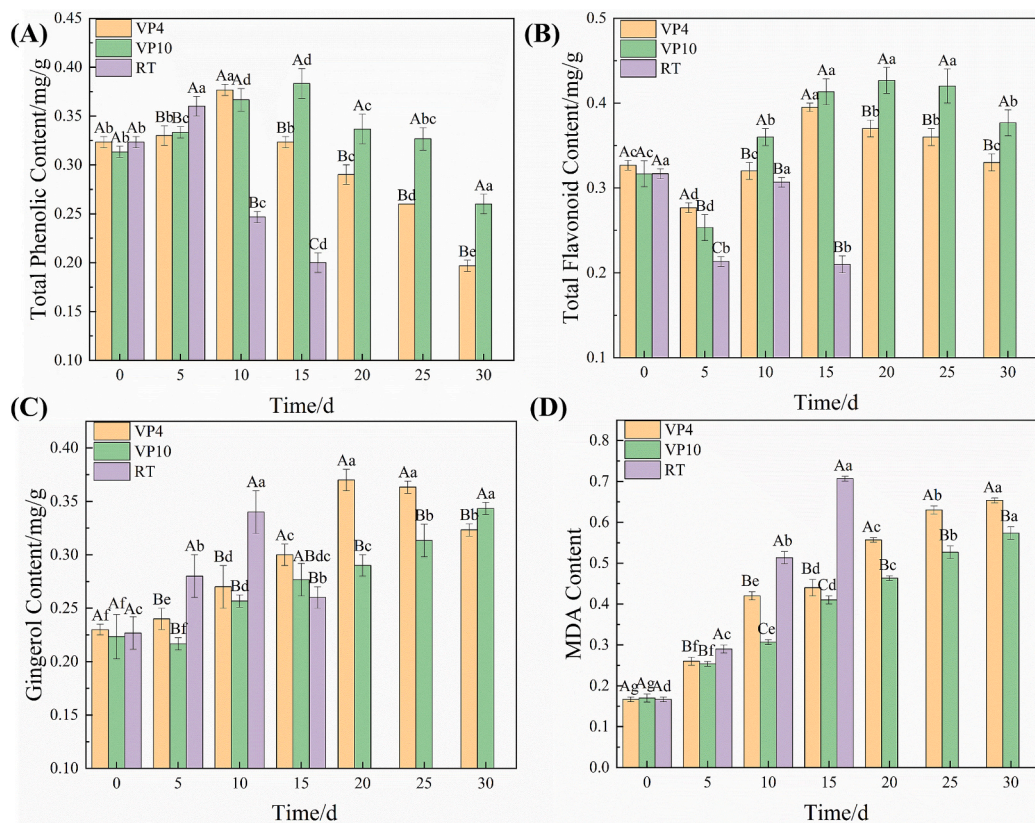 (A)
VP4
VP10
RT
Total Phenolic Content/mg/g
0.45
0.40
0.35
0.30
0.25
0.20
0.15
0.10
Ab Ab Ab
Bb Bc Aa
Aa Ad Bc
Bb Ad Cd
Bc Ac
Bd Abc
Be Aa
0 5 10 15 20 25 30
Time/d
(B)
VP4
VP10
RT
Total Flavonoid Content/mg/g
0.5
0.4
0.3
0.2
0.1
Ac Ac Aa
Ad Bd Cb
Bc Ab Ba
Aa Aa Bb
Bb Aa
Bb Aa
Bc Ab
0 5 10 15 20 25 30
Time/d
(C)
VP4
VP10
RT
Gingerol Content/mg/g
0.40
0.35
0.30
0.25
0.20
0.15
0.10
Af Af Ac
Be Bf Ab
Bd Bd Aa
Ac ABdc Bb
Aa Bc
Aa Bb
Bb Aa
0 5 10 15 20 25 30
Time/d
(D)
VP4
VP10
RT
MDA Content
0.8
0.7
0.6
0.5
0.4
0.3
0.2
0.1
0.0
Ag Ag Ad
Bf Bf Ac
Be Ce Ab
Bd Cd Aa
Ac Bc
Ab Bb
Aa Ba
0 5 10 15 20 25 30
Time/d